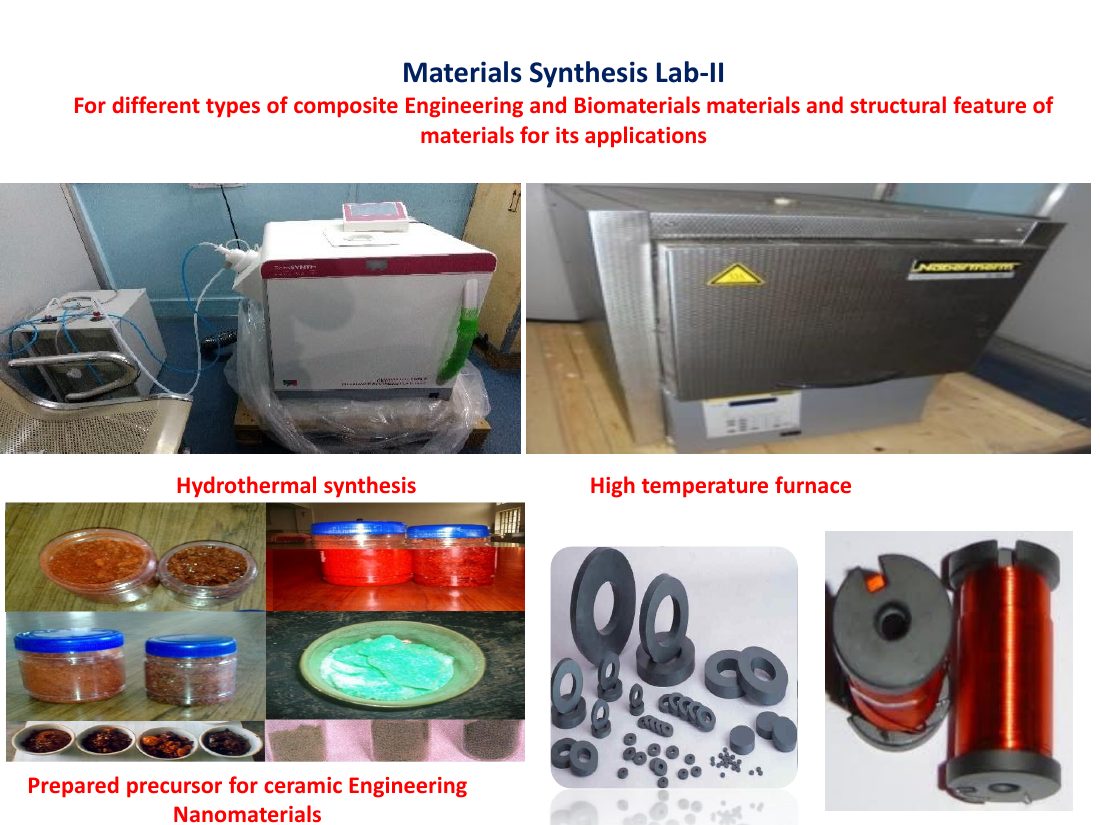 Materials Synthesis Lab-II
For different types of composite Engineering and Biomaterials materials and structural feature of
materials for its applications
Nabertherm
Hydrothermal synthesis
High temperature furnace
Prepared precursor for ceramic Engineering
Nanomaterials